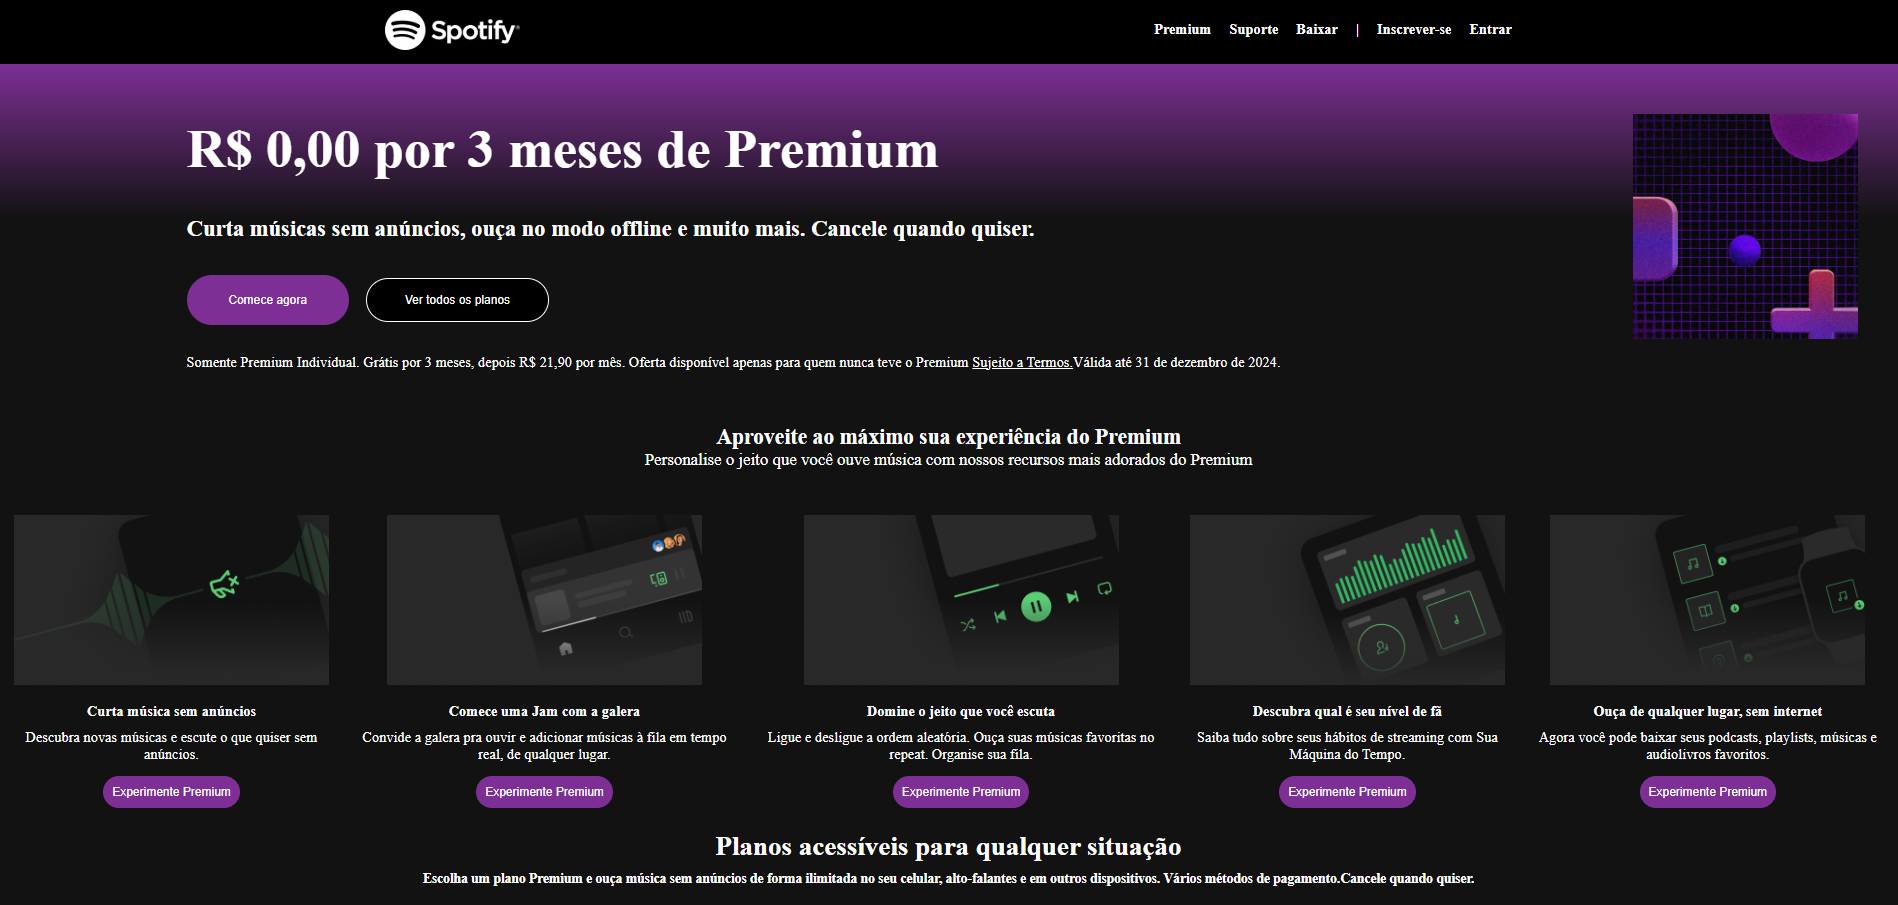 Spotify
Premium Suporte Baixar | Inscrever-se Entrar
R$ 0,00 por 3 meses de Premium
Curta músicas sem anúncios, ouça no modo offline e muito mais. Cancele quando quiser.
Comece agora
Ver todos os planos
Somente Premium Individual. Grátis por 3 meses, depois R$ 21,90 por mês. Oferta disponível apenas para quem nunca teve o Premium Sujeito a Termos.Válida até 31 de dezembro de 2024.
Aproveite ao máximo sua experiência do Premium
Personalise o jeito que você ouve música com nossos recursos mais adorados do Premium
Curta música sem anúncios
Descubra novas músicas e escute o que quiser sem
anúncios.
Experimente Premium
Comece uma Jam com a galera
Convide a galera pra ouvir e adicionar músicas à fila em tempo
real, de qualquer lugar.
Experimente Premium
Domine o jeito que você escuta
Ligue e desligue a ordem aleatória. Ouça suas músicas favoritas no
repeat. Organise sua fila.
Experimente Premium
Descubra qual é seu nível de fã
Saiba tudo sobre seus hábitos de streaming com Sua
Máquina do Tempo.
Experimente Premium
Ouça de qualquer lugar, sem internet
Agora você pode baixar seus podcasts, playlists, músicas e
audiolivros favoritos.
Experimente Premium
Planos acessíveis para qualquer situação
Escolha um plano Premium e ouça música sem anúncios de forma ilimitada no seu celular, alto-falantes e em outros dispositivos. Vários métodos de pagamento.Cancele quando quiser.